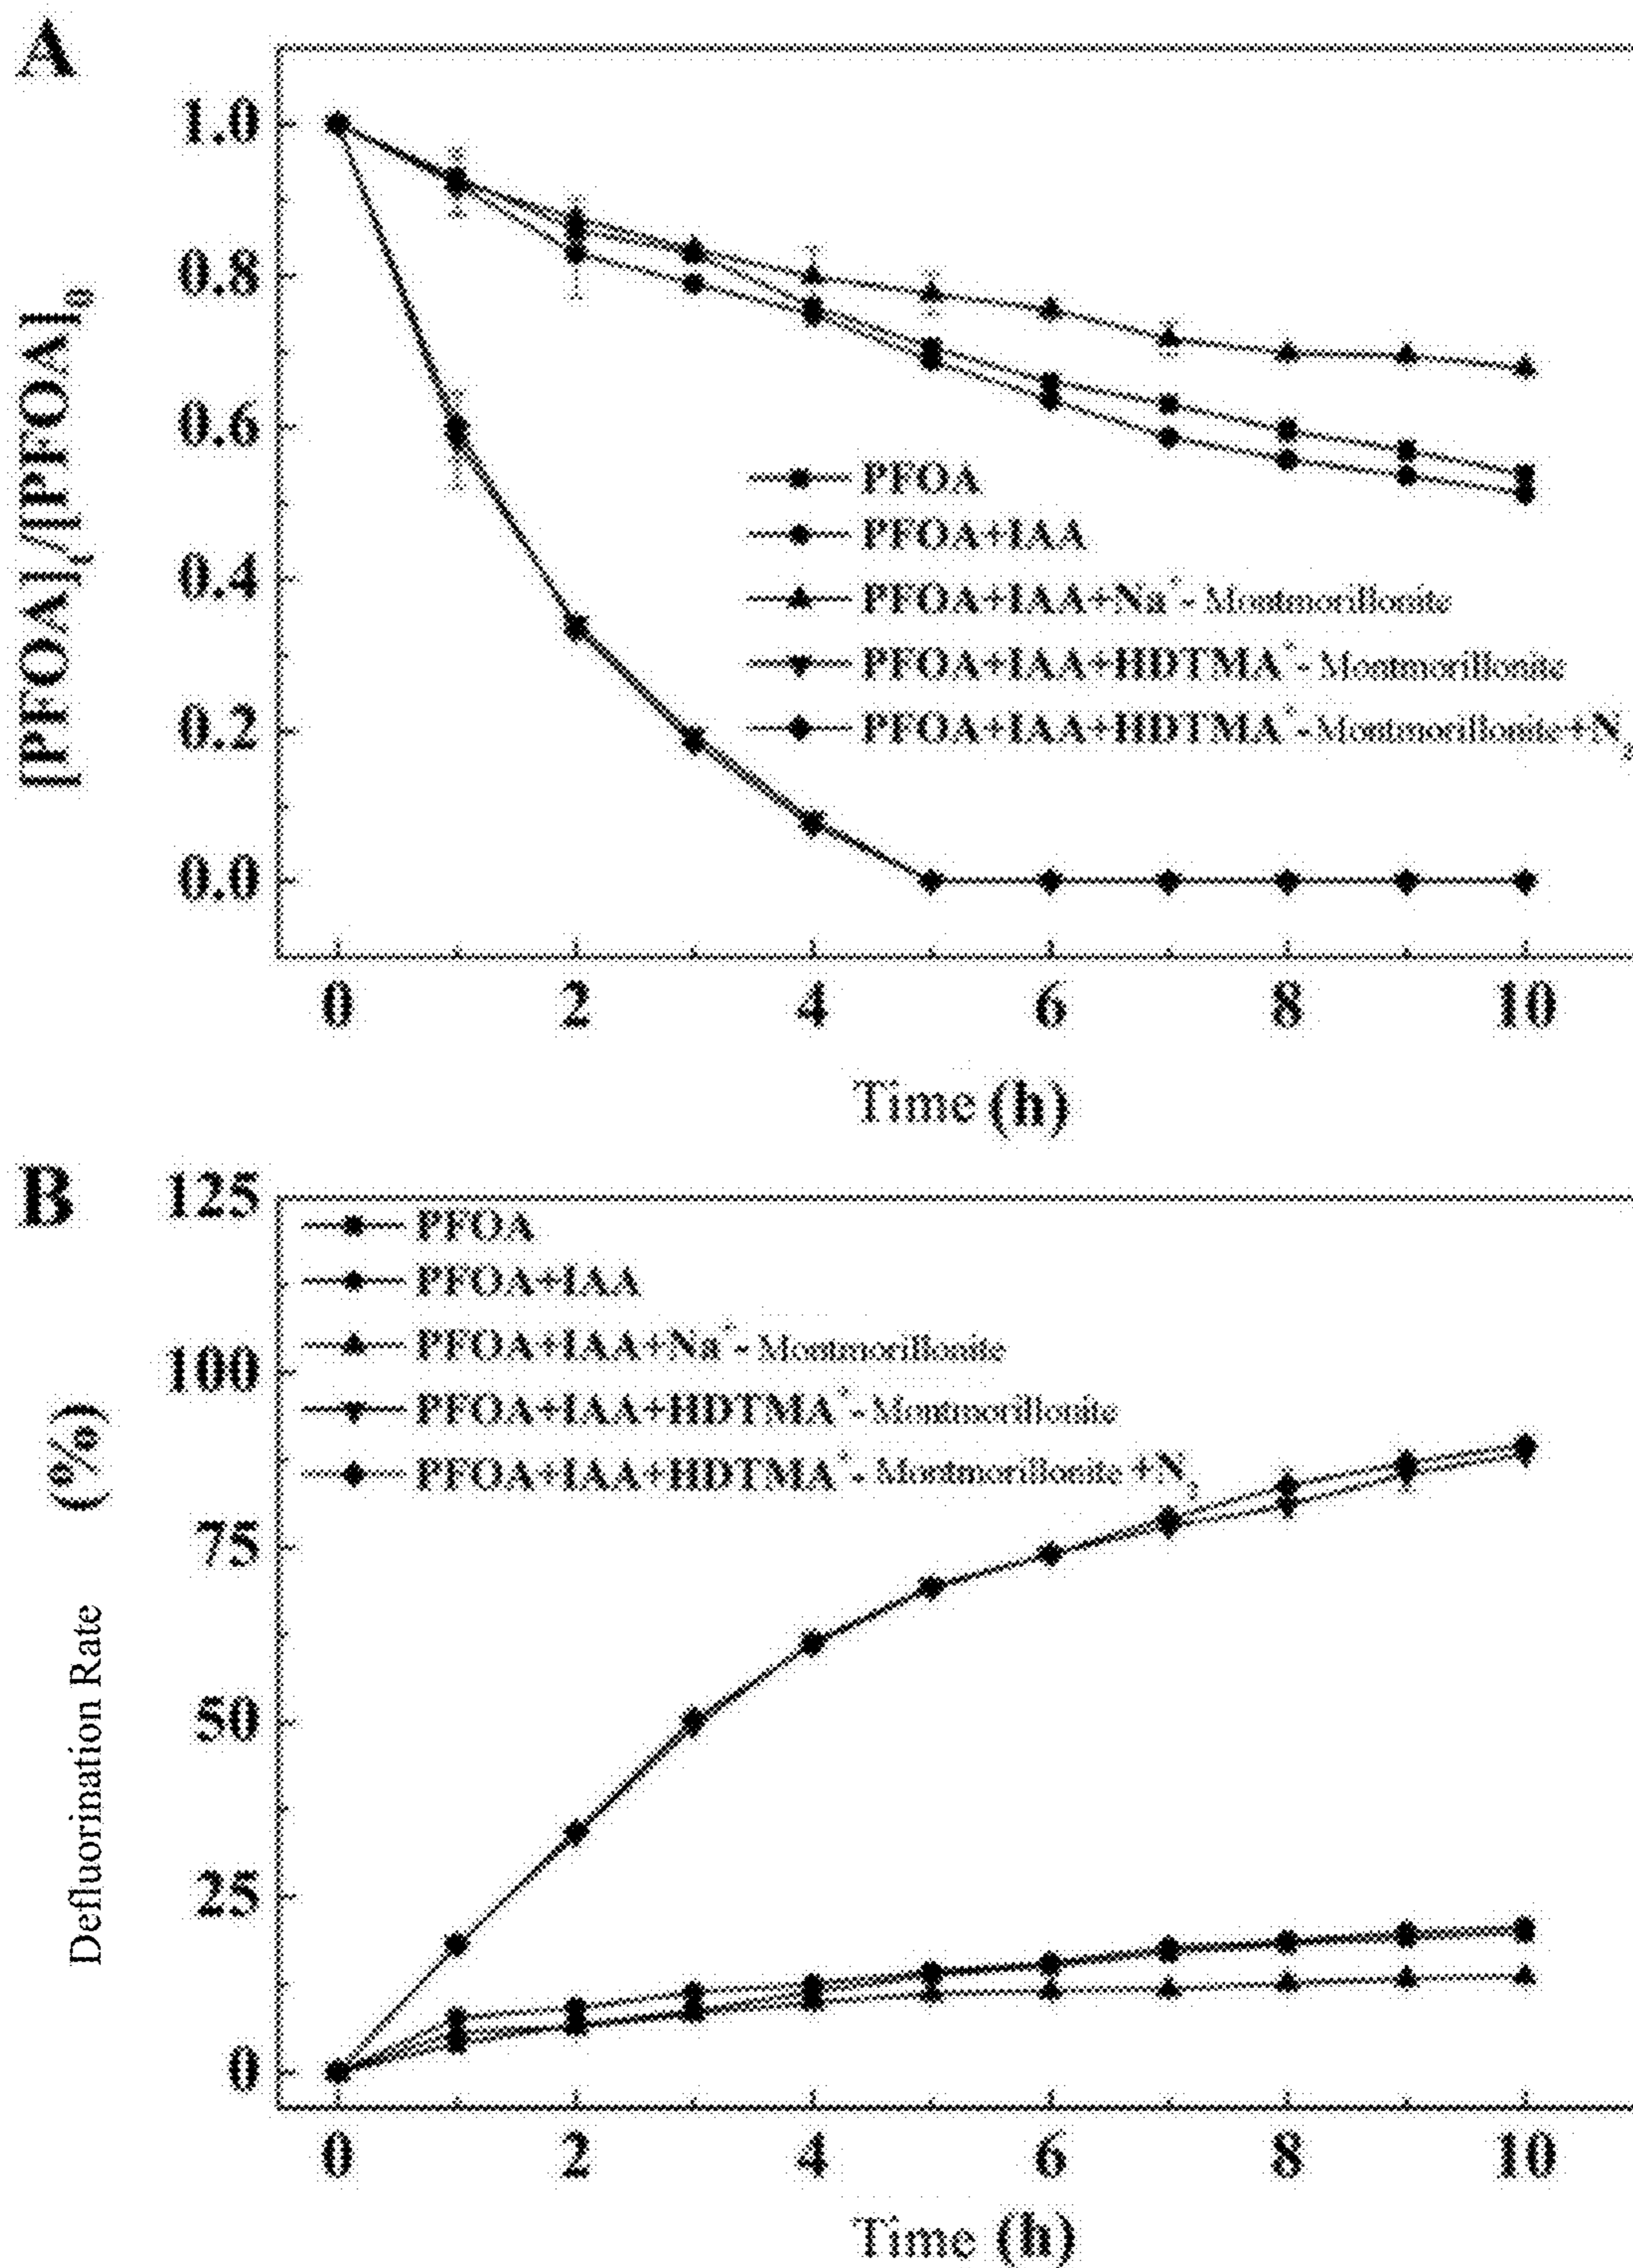 A
1.0
0.8
0.6
0.4
0.2
0.0
[PFOA]t/[PFOA]0
PFOA
PFOA+IAA
PFOA+IAA+Na+- Montmorillonite
PFOA+IAA+HDTMA+- Montmorillonite
PFOA+IAA+HDTMA+-Montmorillonite+N2
0 2 4 6 8 10
Time (h)
B
125
100
75
50
25
0
Defluorination Rate (%)
PFOA
PFOA+IAA
PFOA+IAA+Na+- Montmorillonite
PFOA+IAA+HDTMA+-Montmorillonite
PFOA+IAA+HDTMA+- Montmorillonite +N2
0 2 4 6 8 10
Time (h)